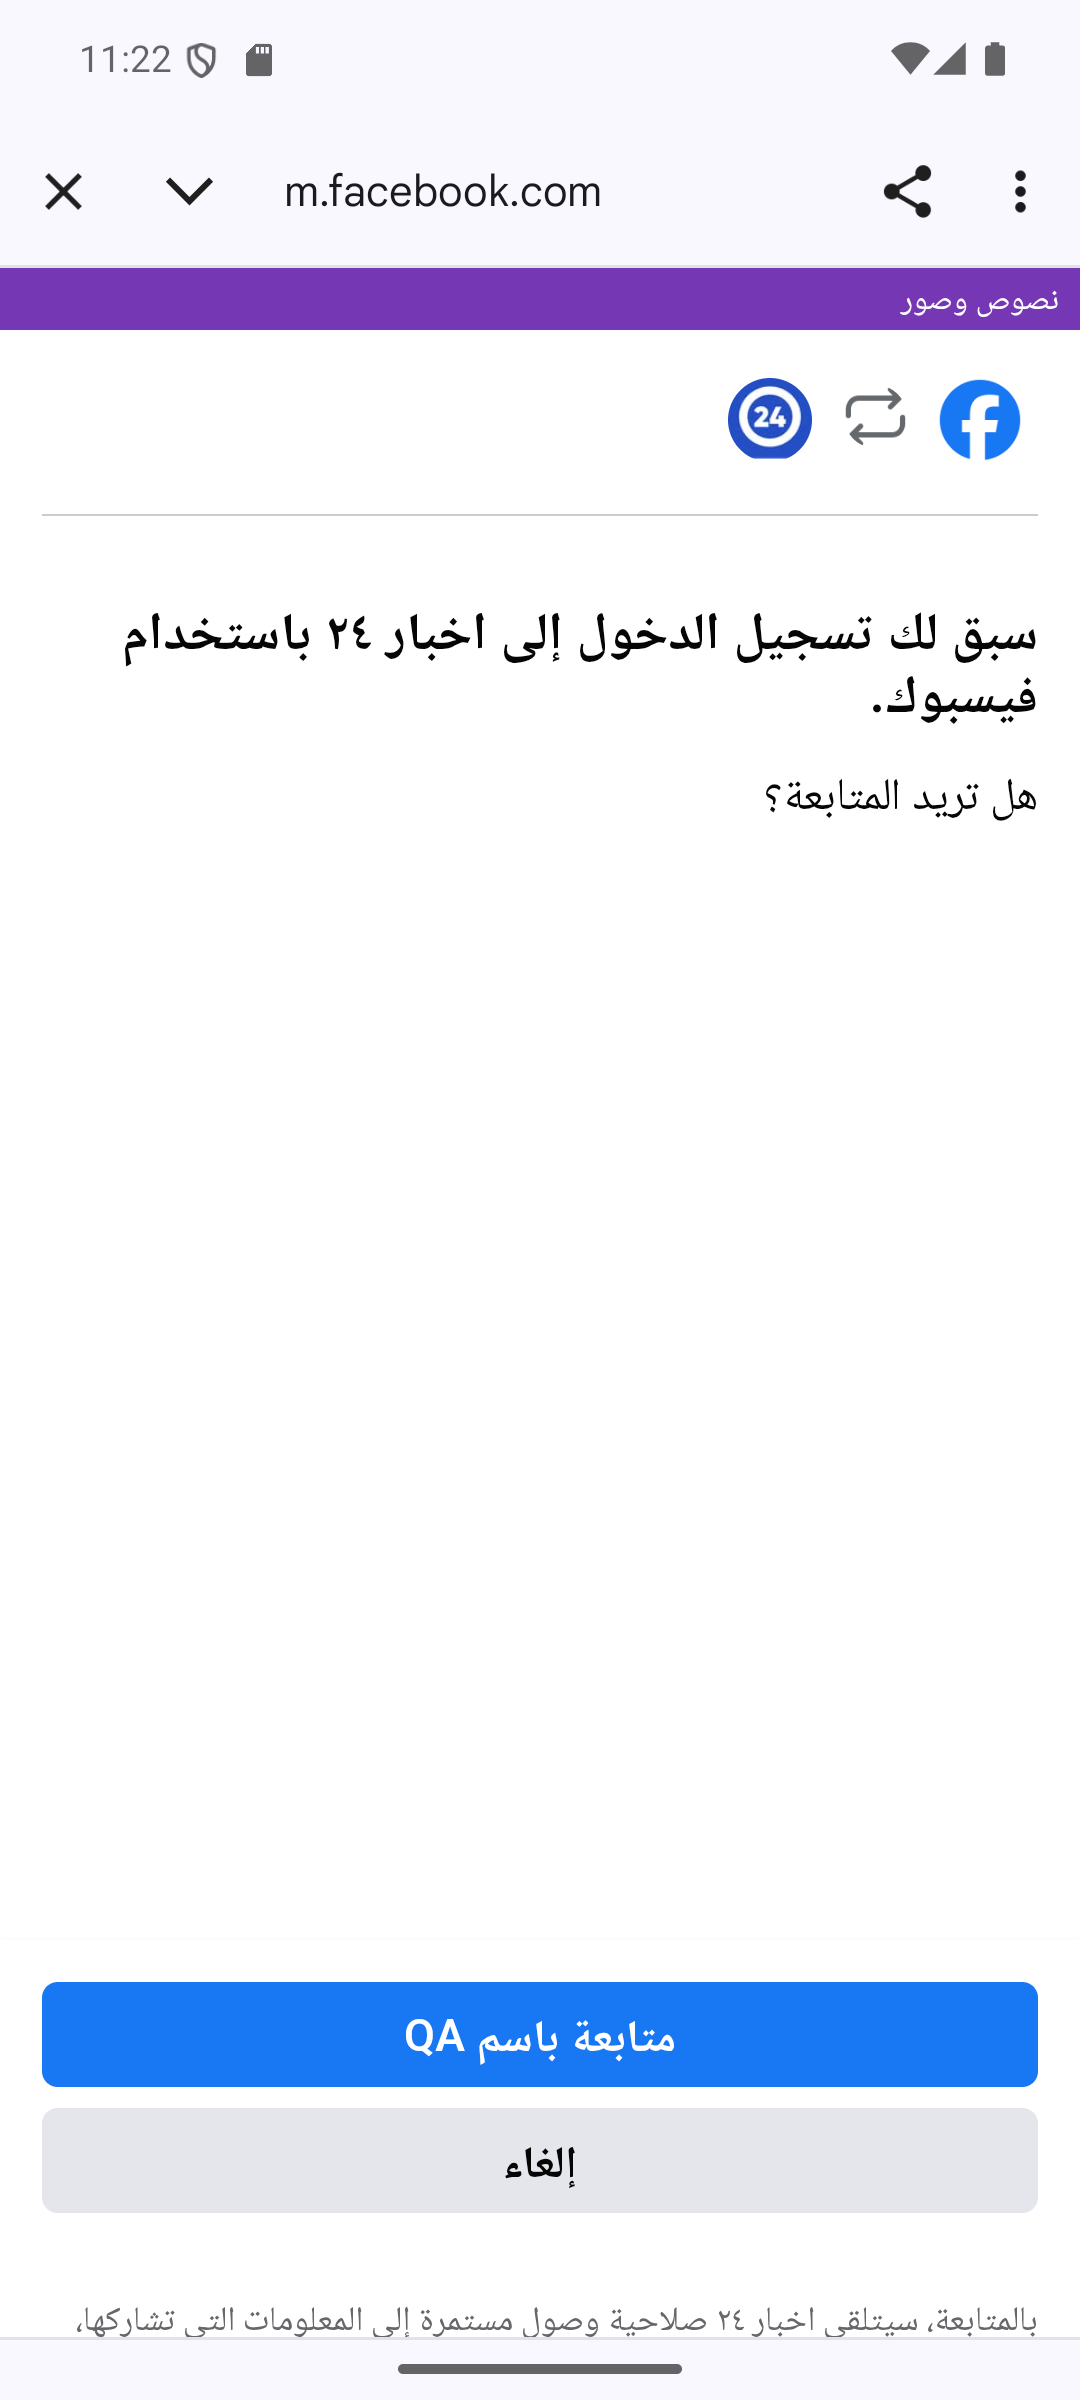 11:22
m.facebook.com
نصوص وصور
24
سبق لك تسجيل الدخول إلى اخبار ٢٤ باستخدام
فيسبوك.
هل تريد المتابعة؟
متابعة باسم QA
إلغاء
بالمتابعة، سيتلقى اخبار ٢٤ صلاحية وصول مستمرة إلى المعلومات التي تشاركها،